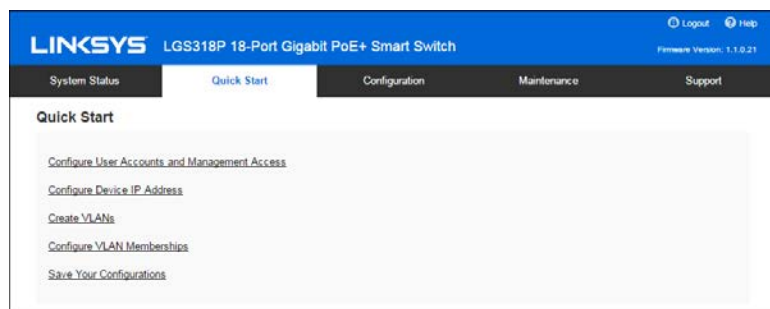 Logout Help
LINKSYS LGS318P 18-Port Gigabit PoE+ Smart Switch
Firmware Version: 1.1.0.21
System Status Quick Start Configuration Maintenance Support
Quick Start
Configure User Accounts and Management Access
Configure Device IP Address
Create VLANs
Configure VLAN Memberships
Save Your Configurations